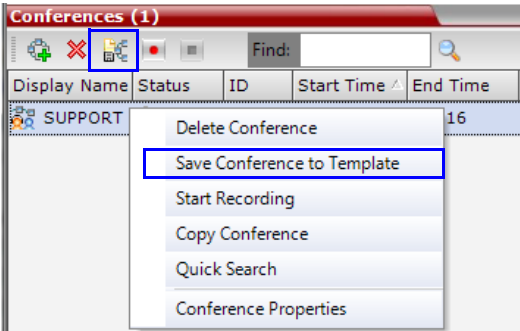 Conferences (1)
Find:
Display Name Status ID Start Time End Time
SUPPORT 16
Delete Conference
Save Conference to Template
Start Recording
Copy Conference
Quick Search
Conference Properties